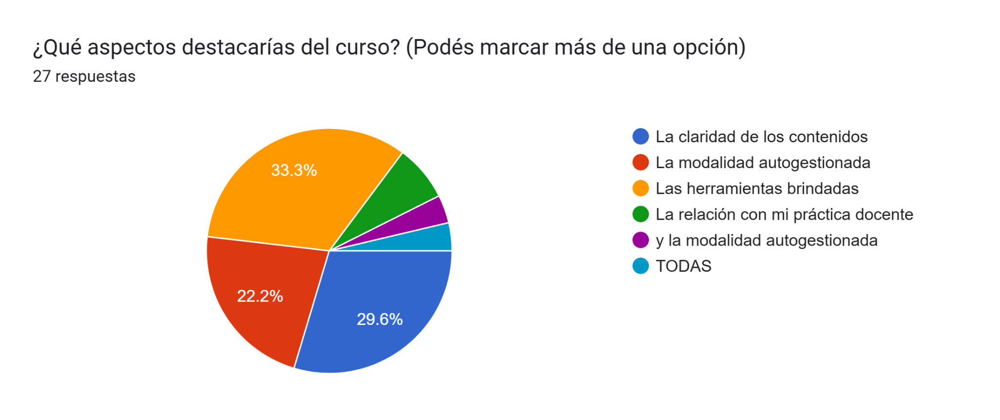 ¿Qué aspectos destacarías del curso? (Podés marcar más de una opción)
27 respuestas
33.3%
22.2%
29.6%
La claridad de los contenidos
La modalidad autogestionada
Las herramientas brindadas
La relación con mi práctica docente
y la modalidad autogestionada
TODAS